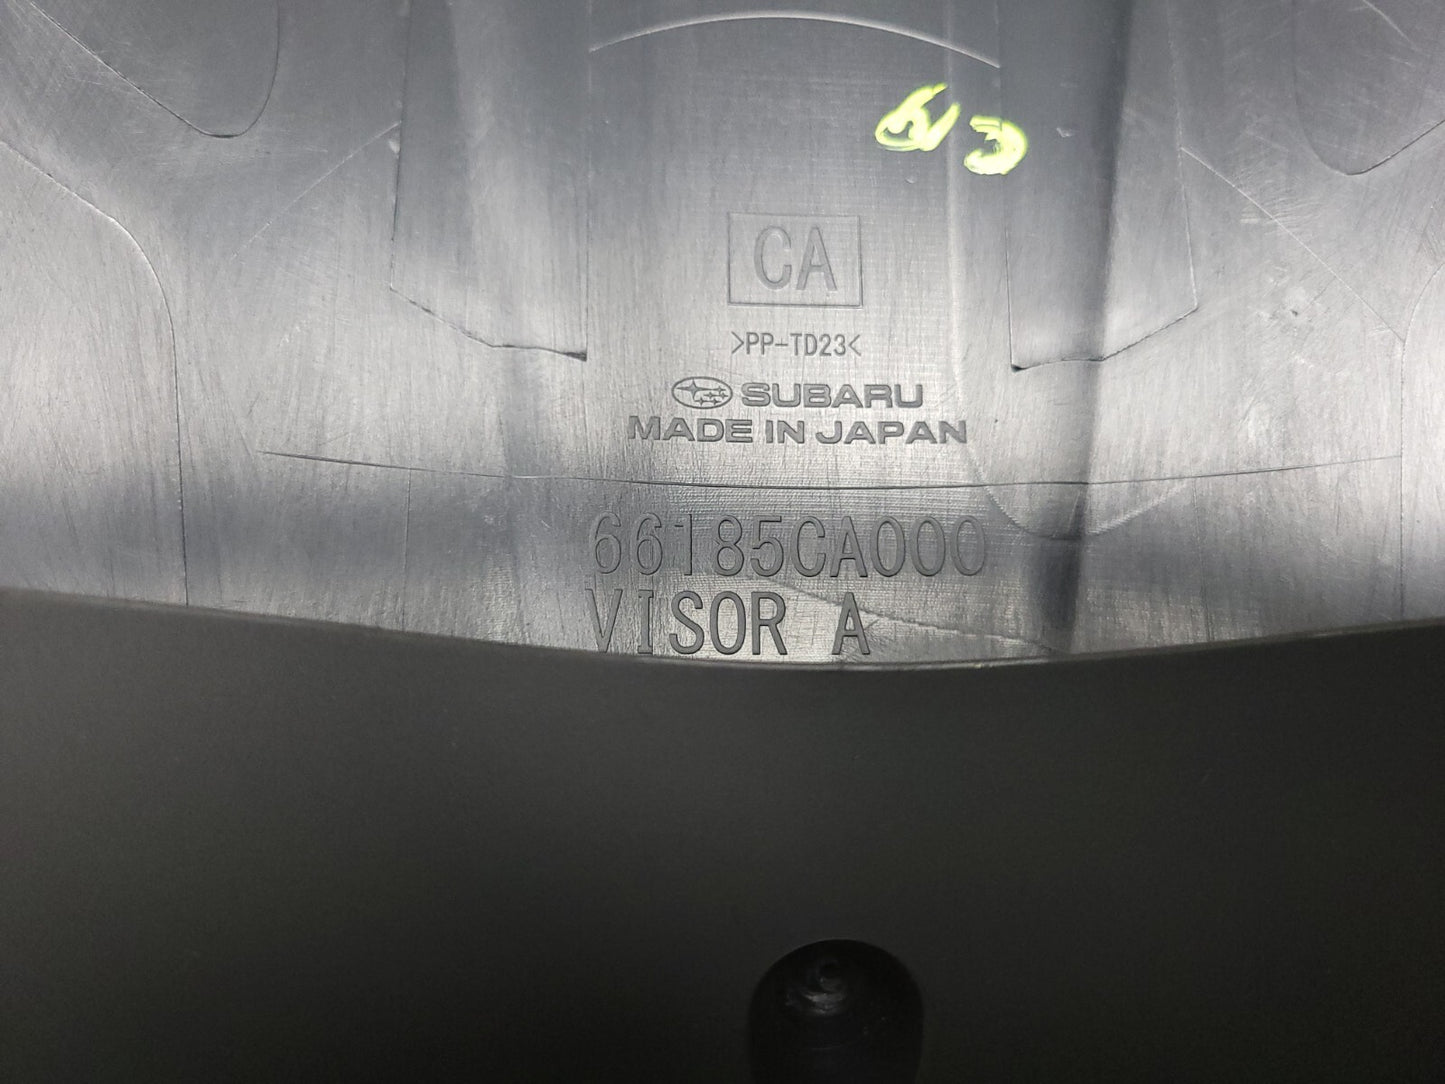 CA
>PP-TD23<
SUBARU
MADE IN JAPAN
66185CA000
VISOR A